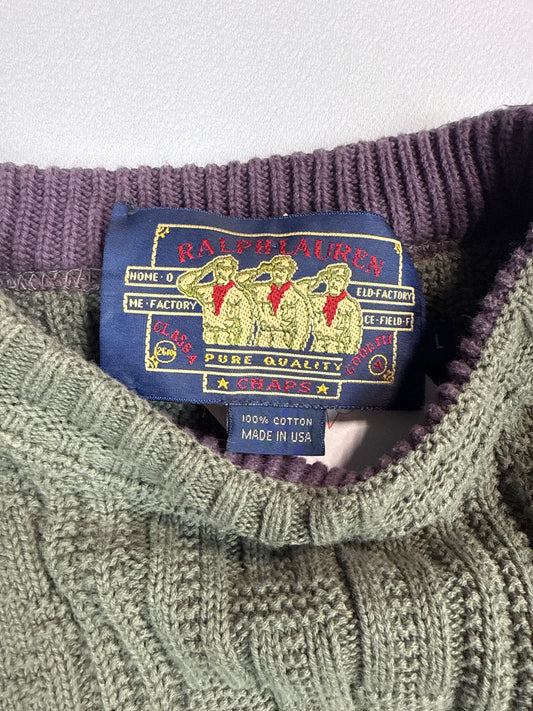 RALPH·LAUREN
HOME·O
ELD-FACTORY
ME·FACTORY
CE-FIELD-F
CLASS A
PURE QUALITY
★ CHAPS ★
100% COTTON
MADE IN USA